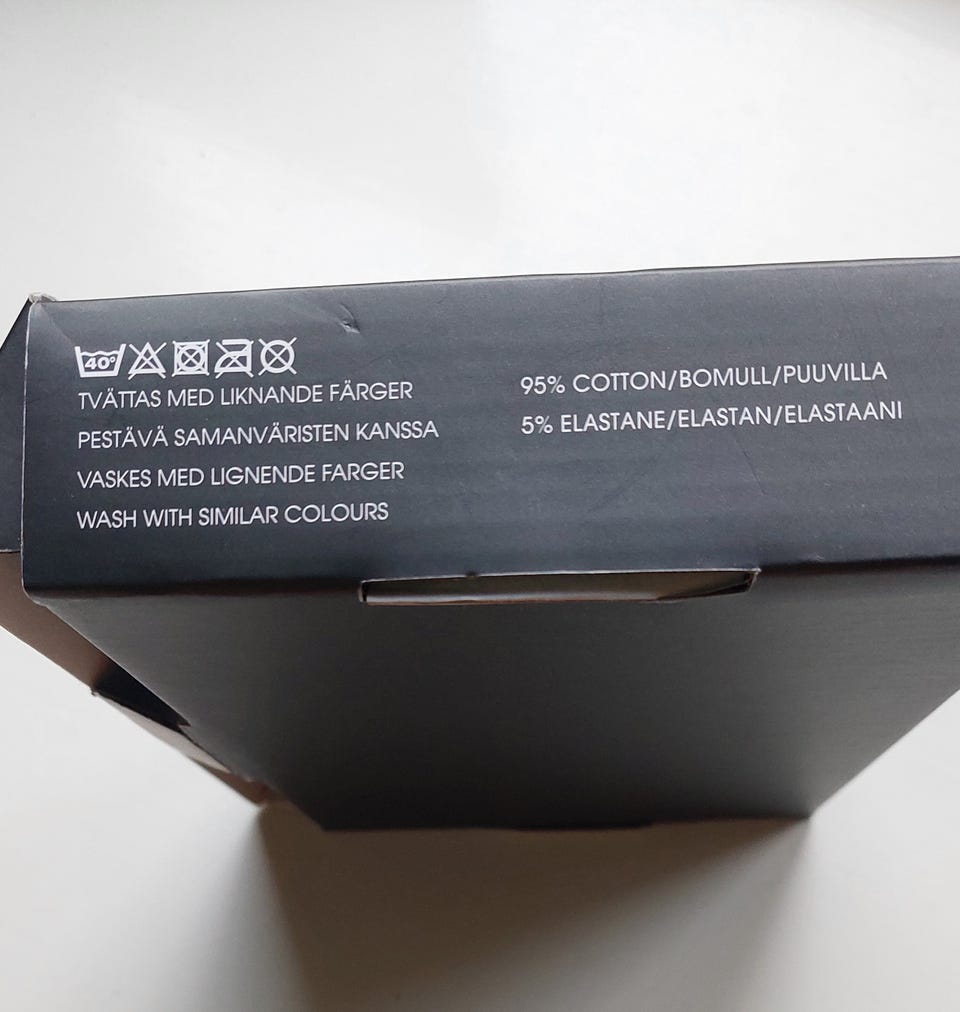 40°
TVÄTTAS MED LIKNANDE FÄRGER
PESTÄVÄ SAMANVÄRISTEN KANSSA
VASKES MED LIGNENDE FARGER
WASH WITH SIMILAR COLOURS
95% COTTON/BOMULL/PUUVILLA
5% ELASTANE/ELASTAN/ELASTAANI